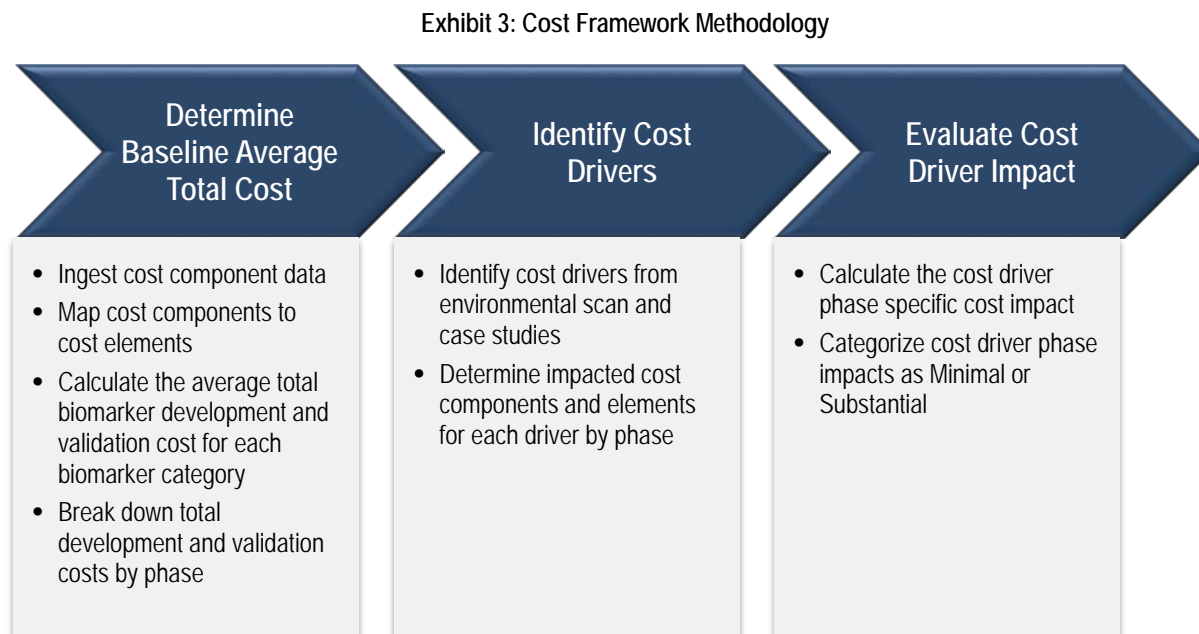 Exhibit 3: Cost Framework Methodology
Determine
Baseline Average
Total Cost
• Ingest cost component data
• Map cost components to
cost elements
• Calculate the average total
biomarker development and
validation cost for each
biomarker category
• Break down total
development and validation
costs by phase
Identify Cost
Drivers
• Identify cost drivers from
environmental scan and
case studies
• Determine impacted cost
components and elements
for each driver by phase
Evaluate Cost
Driver Impact
• Calculate the cost driver
phase specific cost impact
• Categorize cost driver phase
impacts as Minimal or
Substantial